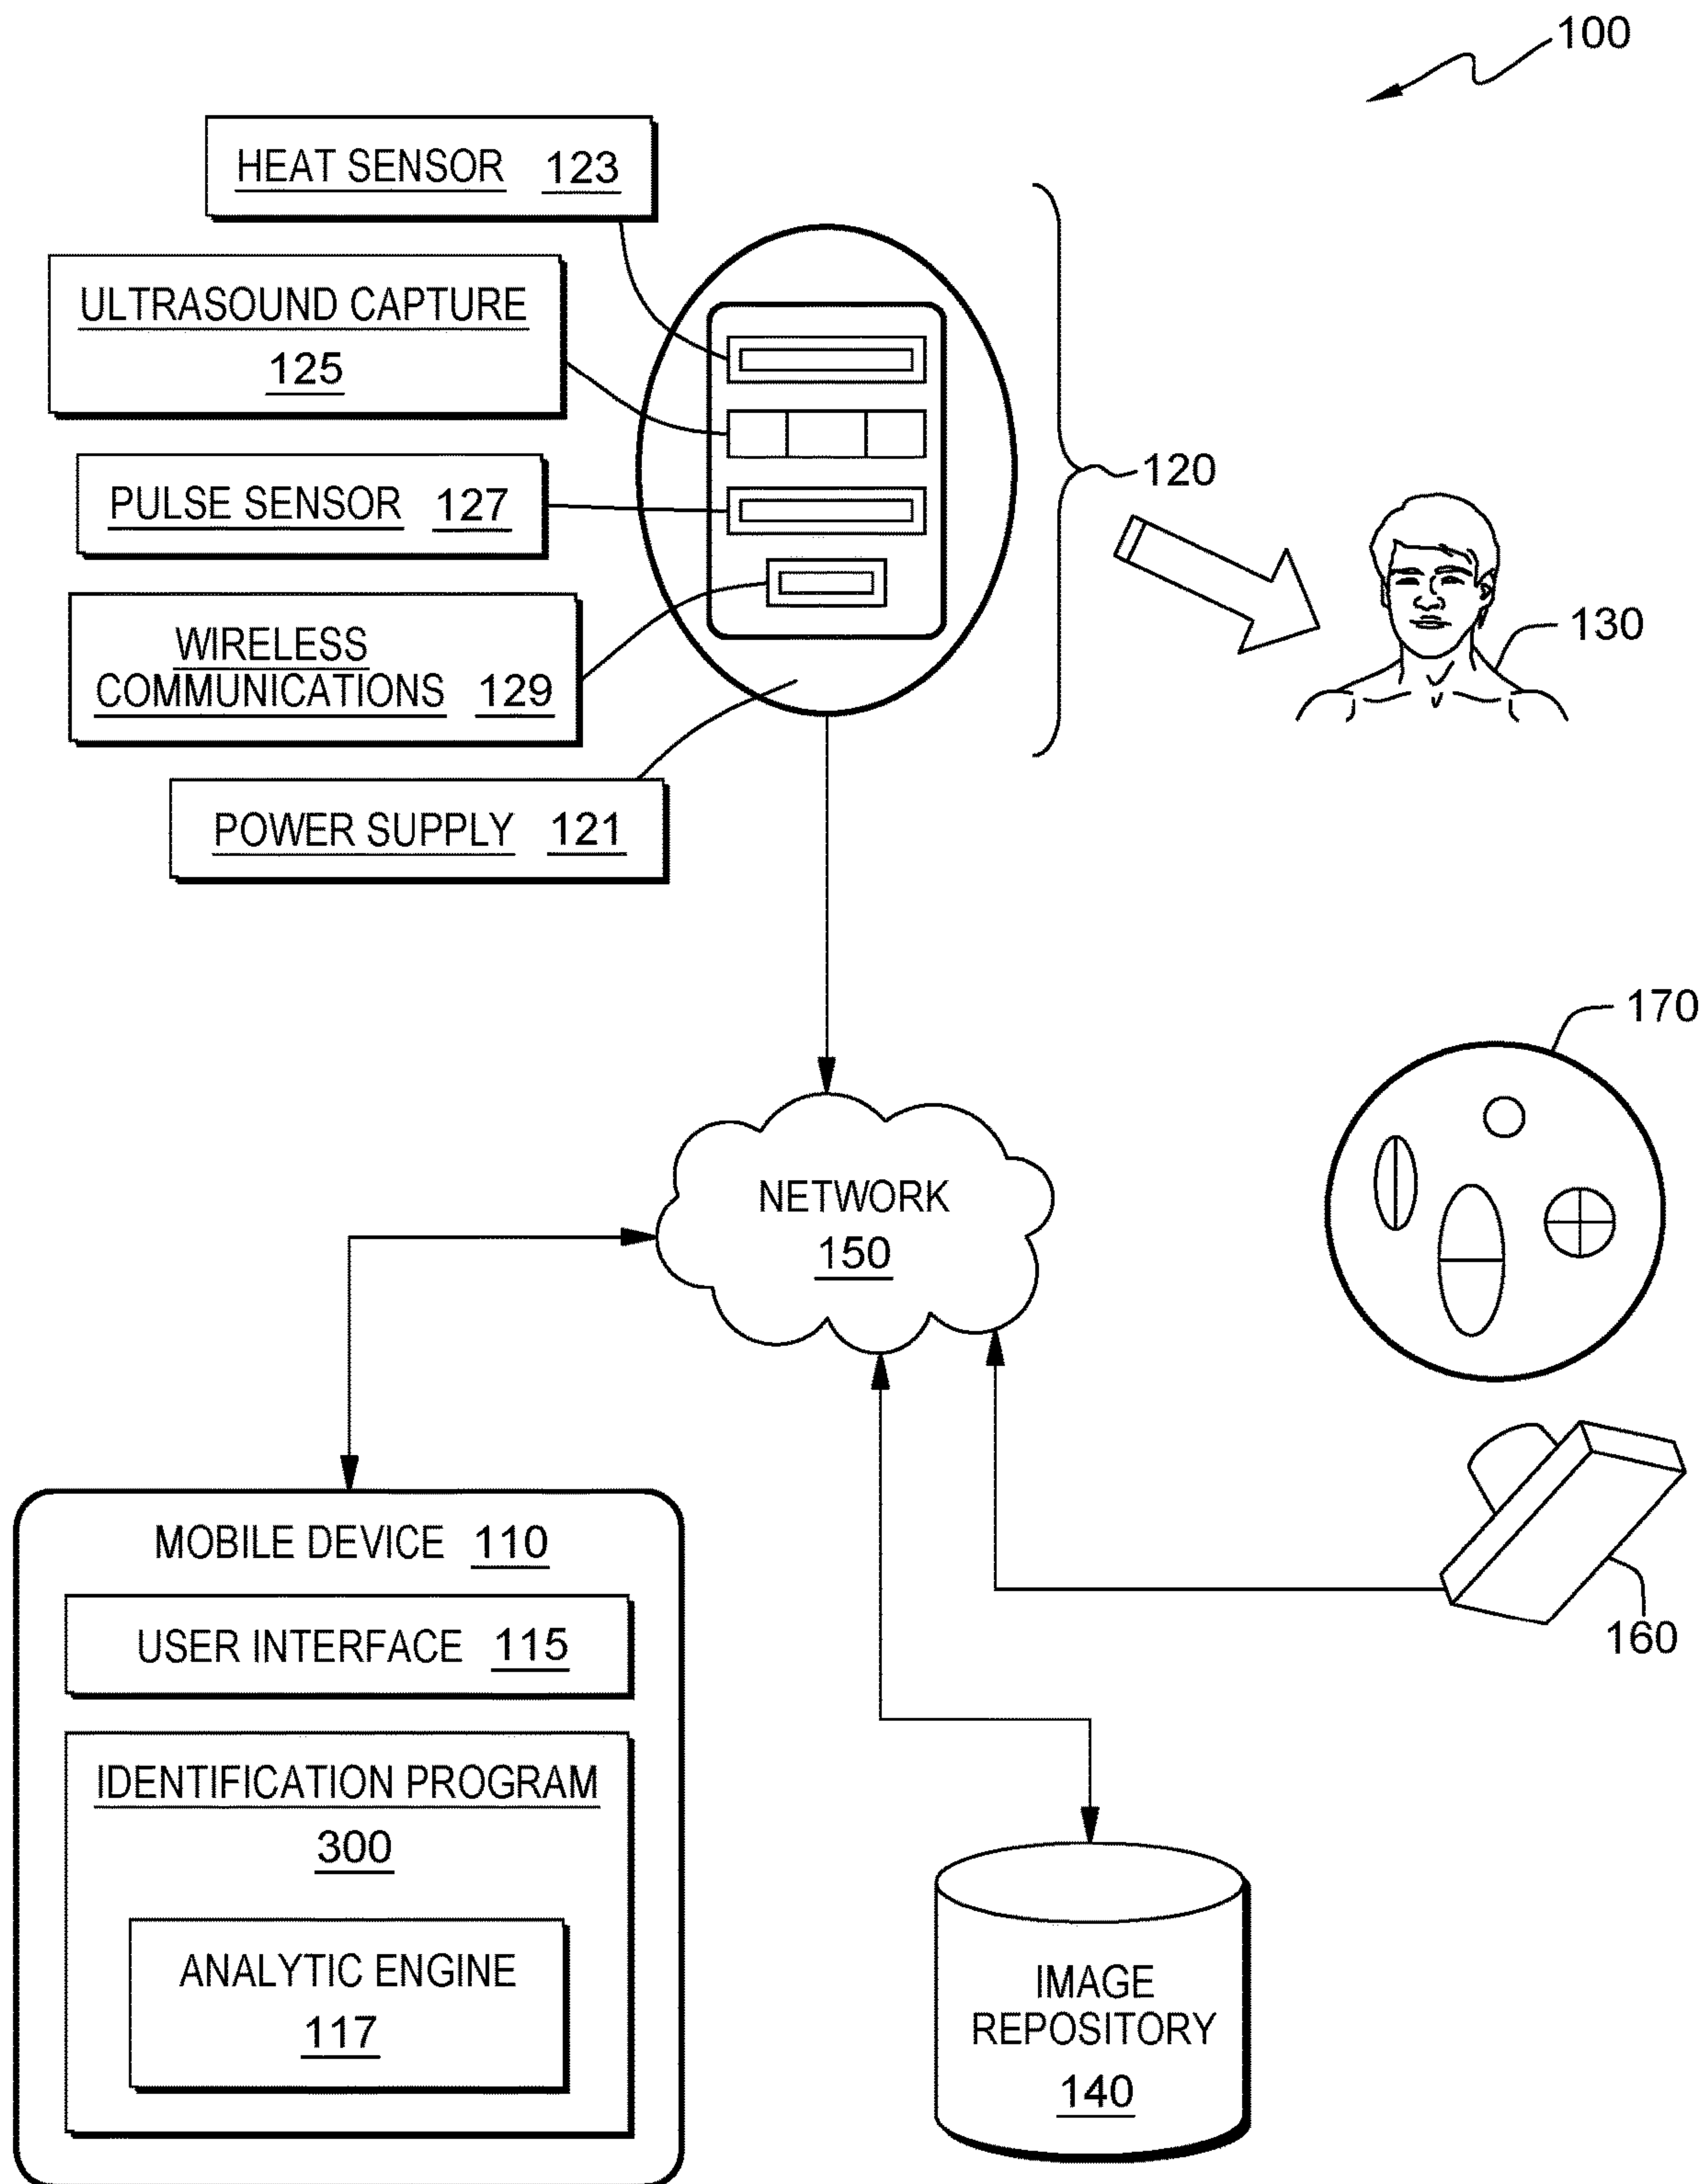 100
HEAT SENSOR 123
ULTRASOUND CAPTURE
125
PULSE SENSOR 127
120
WIRELESS
COMMUNICATIONS 129
130
POWER SUPPLY 121
170
NETWORK
150
MOBILE DEVICE 110
USER INTERFACE 115
160
IDENTIFICATION PROGRAM
300
ANALYTIC ENGINE
117
IMAGE
REPOSITORY
140